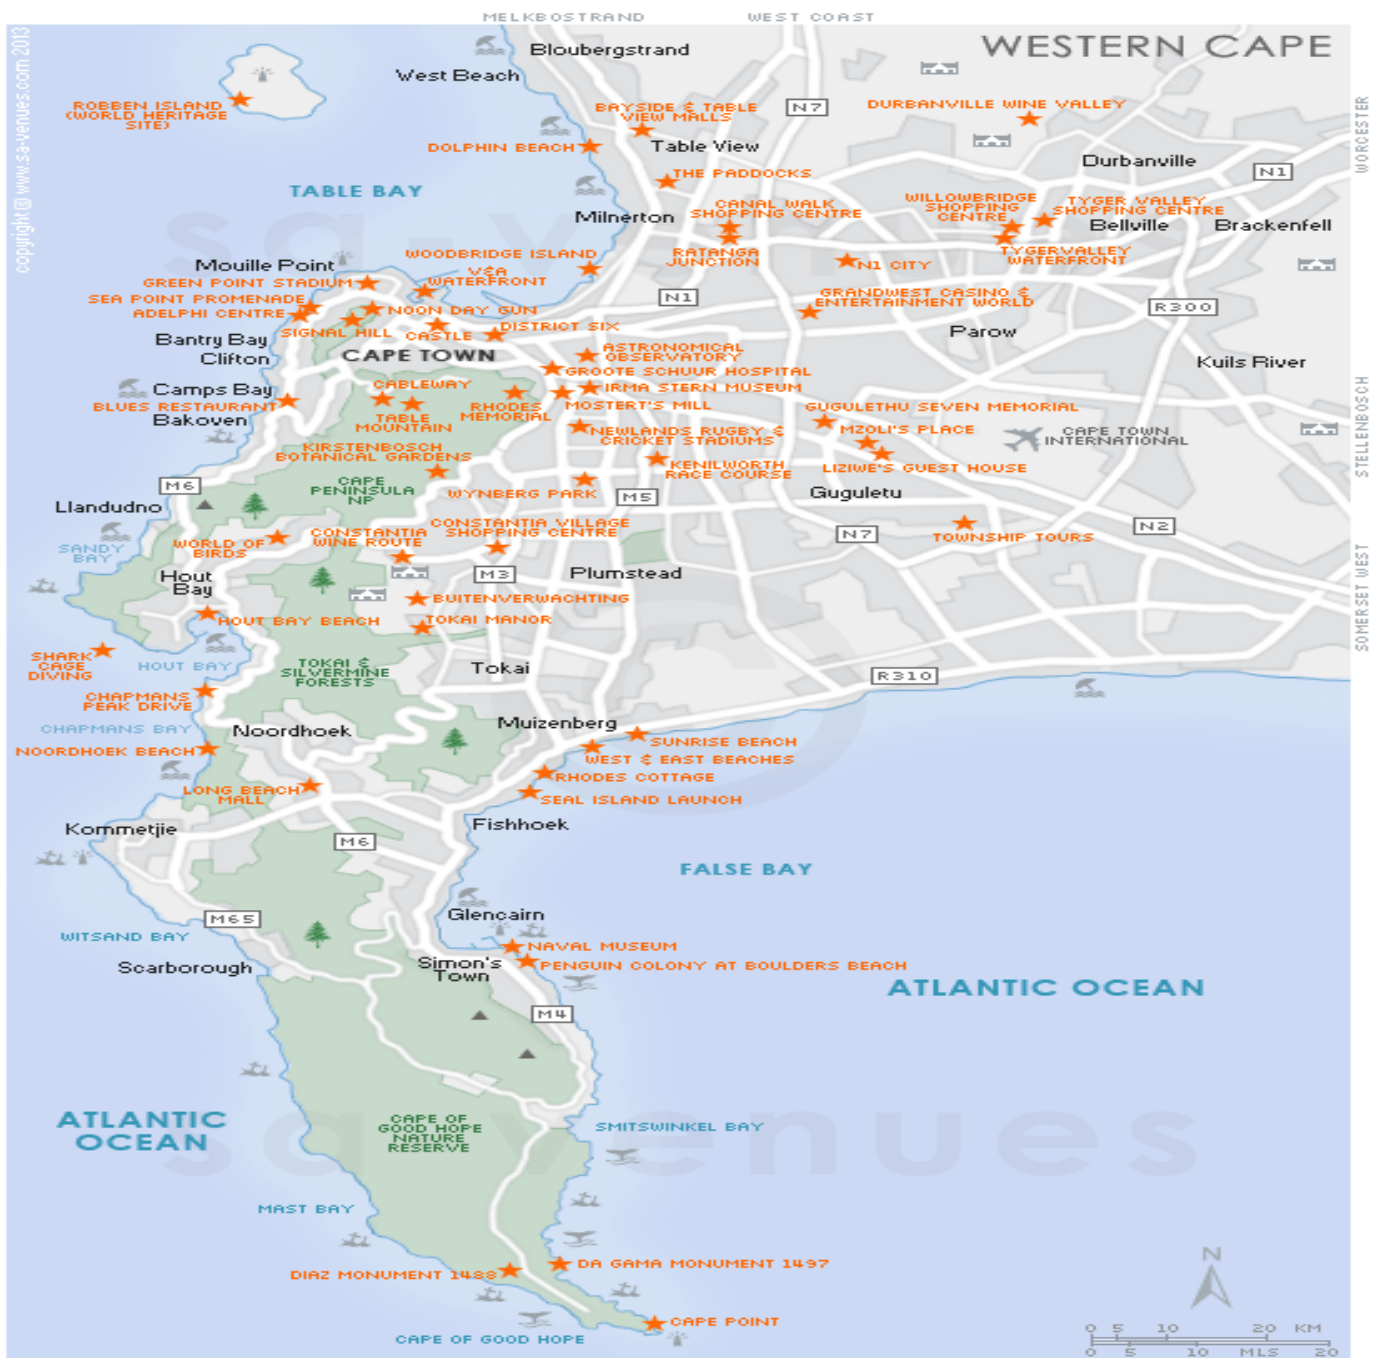 MELKBOSTRAND
WEST COAST
copyright @ www.sa-venues.com 2013
WESTERN CAPE
Bloubergstrand
West Beach
ROBBEN ISLAND
(WORLD HERITAGE
SITE)
BAYSIDE & TABLE
VIEW MALLS
N7
DURBANVILLE WINE VALLEY
WORCESTER
DOLPHIN BEACH
Table View
Durbanville
THE PADDOCKS
N1
TABLE BAY
CANAL WALK
SHOPPING CENTRE
WILLOWBRIDGE
SHOPPING
CENTRE
TYGER VALLEY
SHOPPING CENTRE
Milnerton
Bellville
Brackenfell
sa-venues
WOODBRIDGE ISLAND
RATANGA
JUNCTION
TYGERVALLEY
WATERFRONT
Mouille Point
N1 CITY
GREEN POINT STADIUM
V&A
WATERFRONT
N1
GRANDWEST CASINO &
ENTERTAINMENT WORLD
R300
SEA POINT PROMENADE
ADELPHI CENTRE
NOON DAY GUN
SIGNAL HILL
CASTLE
DISTRICT SIX
Parow
Bantry Bay
Clifton
CAPE TOWN
ASTRONOMICAL
OBSERVATORY
Kuils River
GROOTE SCHUUR HOSPITAL
Camps Bay
CABLEWAY
IRMA STERN MUSEUM
STELLENBOSCH
BLUES RESTAURANT
Bakoven
TABLE
MOUNTAIN
RHODES
MEMORIAL
MOSTERT'S MILL
GUGULETHU SEVEN MEMORIAL
NEWLANDS RUGBY &
CRICKET STADIUMS
MZOLI'S PLACE
CAPE TOWN
INTERNATIONAL
KIRSTENBOSCH
BOTANICAL GARDENS
KENILWORTH
RACE COURSE
LIZIWE'S GUEST HOUSE
M6
CAPE
PENINSULA
NP
WYNBERG PARK
M5
Guguletu
Llandudno
CONSTANTIA VILLAGE
SHOPPING CENTRE
N7
N2
SANDY
BAY
WORLD OF
BIRDS
CONSTANTIA
WINE ROUTE
TOWNSHIP TOURS
Hout
Bay
M3
Plumstead
SOMERSET WEST
BUITENVERWACHTING
HOUT BAY BEACH
TOKAI MANOR
SHARK
CAGE
DIVING
HOUT BAY
TOKAI &
SILVERMINE
FORESTS
Tokai
R310
CHAPMANS
PEAK DRIVE
CHAPMANS BAY
Noordhoek
Muizenberg
NOORDHOEK BEACH
SUNRISE BEACH
WEST & EAST BEACHES
RHODES COTTAGE
LONG BEACH
MALL
SEAL ISLAND LAUNCH
Kommetjie
Fishhoek
M6
FALSE BAY
M65
Glencairn
WITSAND BAY
NAVAL MUSEUM
Scarborough
Simon's
Town
PENGUIN COLONY AT BOULDERS BEACH
ATLANTIC OCEAN
M4
ATLANTIC
OCEAN
CAPE OF
GOOD HOPE
NATURE
RESERVE
SMITSWINKEL BAY
sa-venues
MAST BAY
DIAZ MONUMENT 1488
DA GAMA MONUMENT 1497
N
CAPE POINT
CAPE OF GOOD HOPE
0 5 10 20 KM
0 5 10 MLS 20